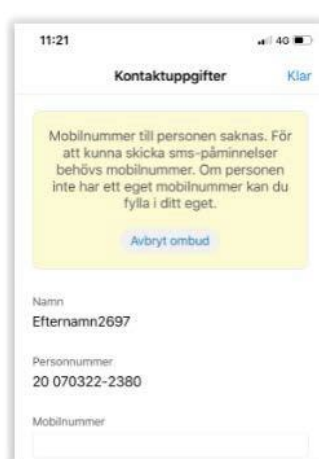 11:21
4G
Kontaktuppgifter Klar
Mobilnummer till personen saknas. För
att kunna skicka sms-påminnelser
behövs mobilnummer. Om personen
inte har ett eget mobilnummer kan du
fylla i ditt eget.
Avbryt ombud
Namn
Efternamn2697
Personnummer
20 070322-2380
Mobilnummer